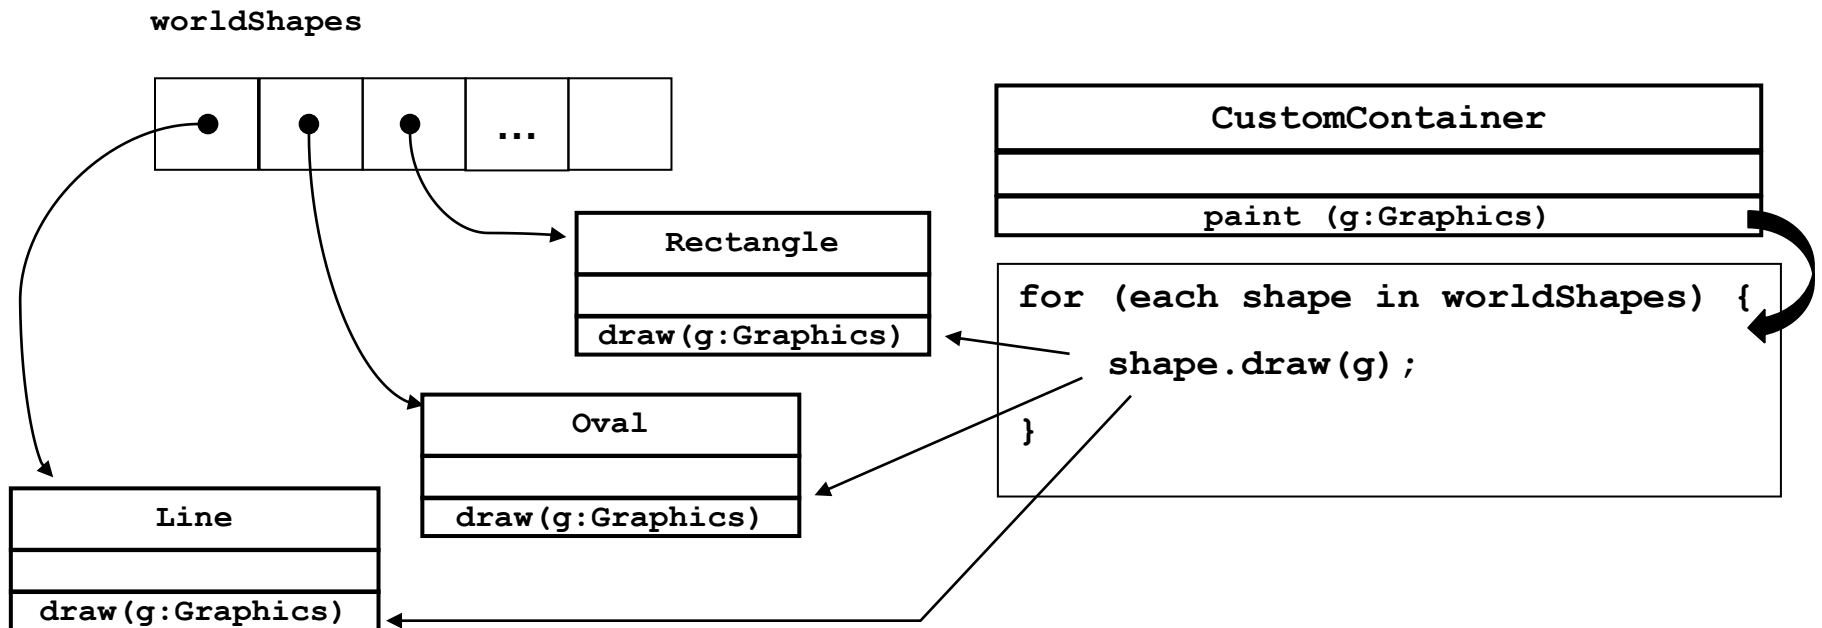 worldShapes
...
CustomContainer
paint (g:Graphics)
Rectangle
draw(g:Graphics)
for (each shape in worldShapes) {
shape.draw(g);
}
Oval
draw(g:Graphics)
Line
draw(g:Graphics)